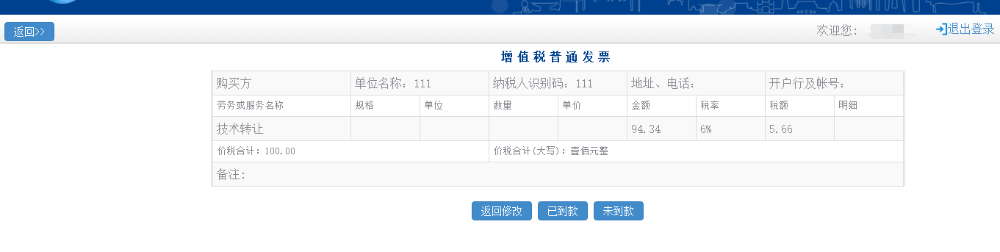 返回>>
欢迎您:
退出登录
增值税普通发票
购买方 单位名称：111 纳税人识别码：111 地址、电话： 开户行及帐号：
劳务或服务名称 规格 单位 数量 单价 金额 税率 税额 明细
技术转让 94.34 6% 5.66
价税合计：100.00 价税合计(大写)：壹佰元整
备注:
返回修改 已到款 未到款